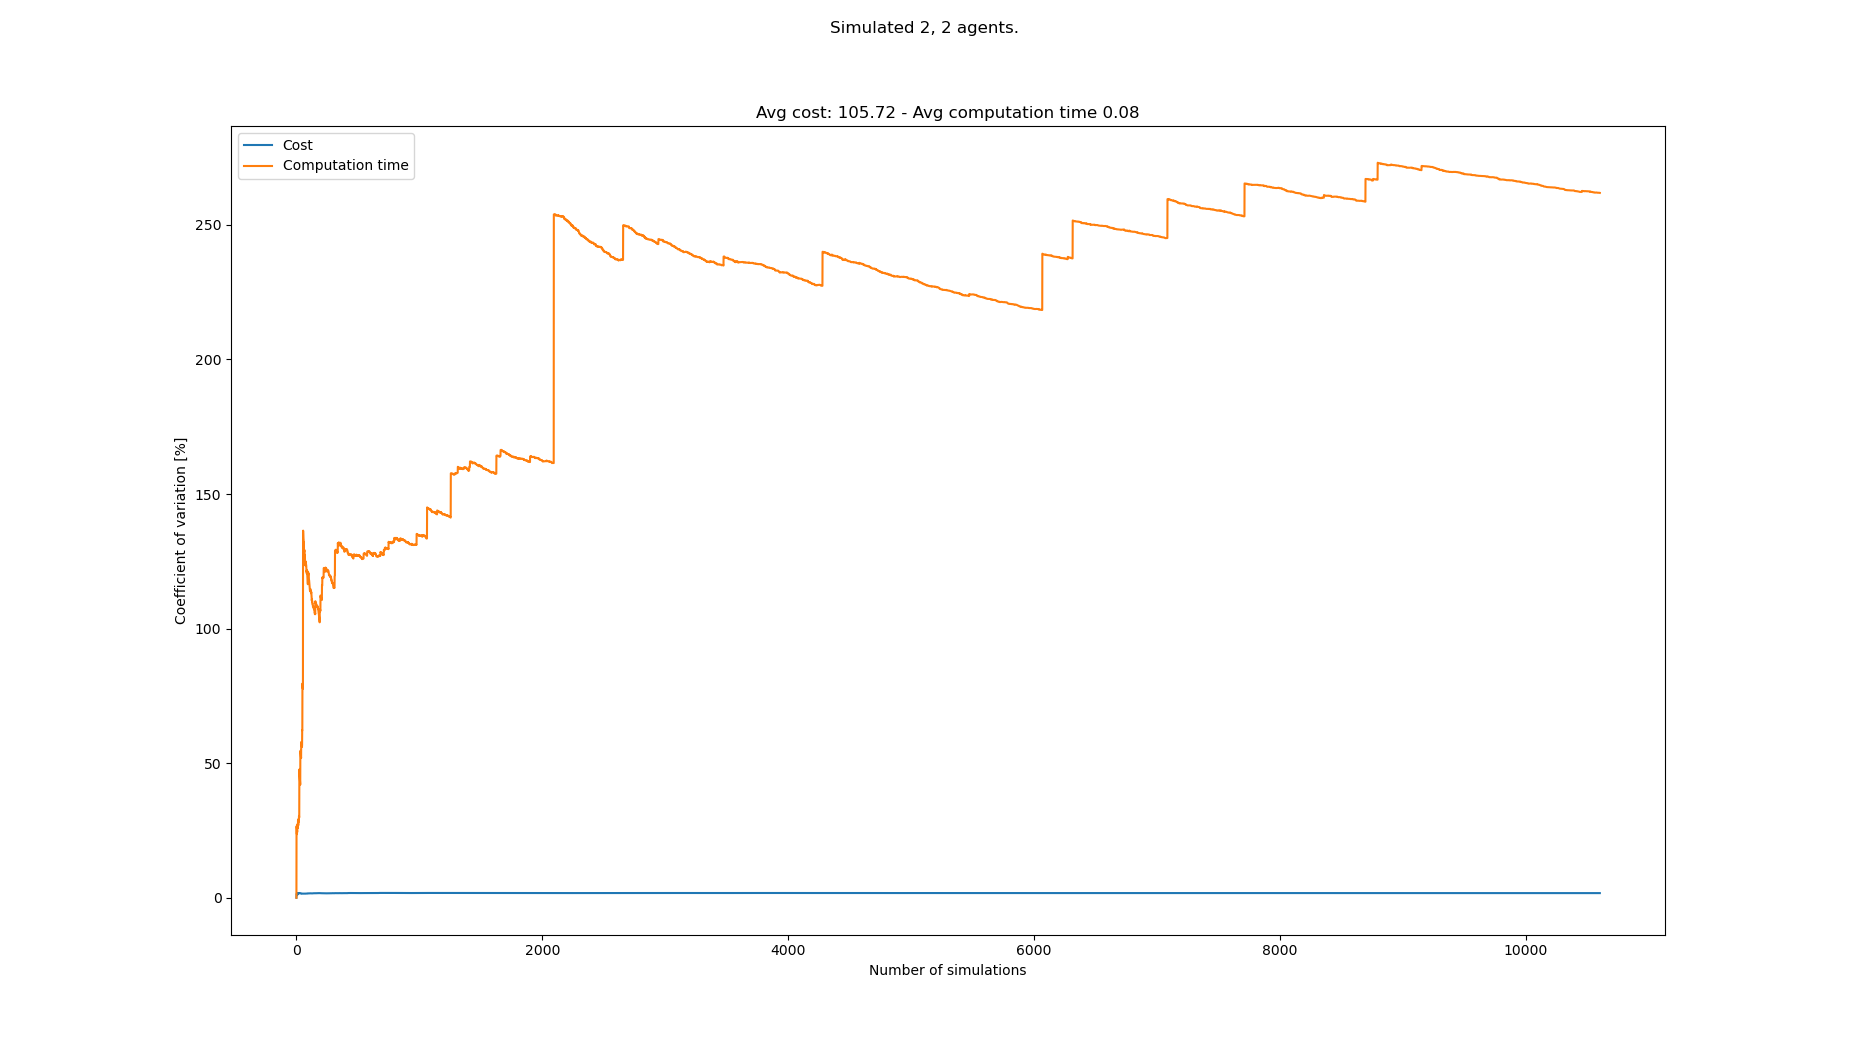 Simulated 2, 2 agents.
Avg cost: 105.72 - Avg computation time 0.08
Cost
Computation time
Coefficient of variation [%]
250
200
150
100
50
0
0 2000 4000 6000 8000 10000
Number of simulations